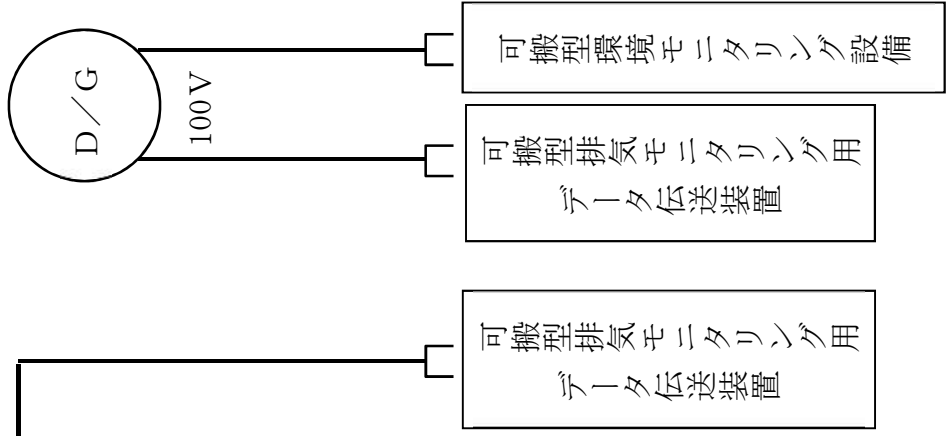 D／G
100V
可搬型環境モニタリング設備
可搬型排気モニタリング用
データ伝送装置
可搬型排気モニタリング用
データ伝送装置